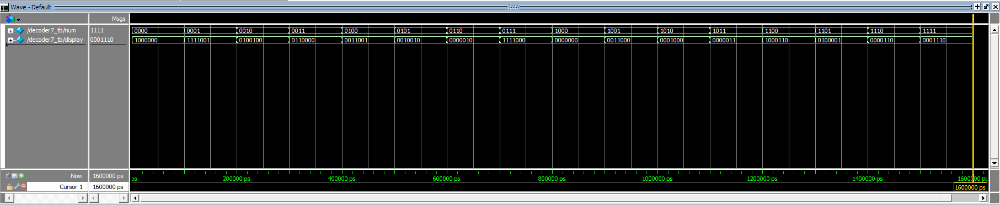 Wave - Default
Msgs
/decoder7_tb/num 1111 0000 0001 0010 0011 0100 0101 0110 0111 1000 1001 1010 1011 1100 1101 1110 1111
/decoder7_tb/display 0001110 1000000 1111001 0100100 0110000 0011001 0010010 0000010 1111000 0000000 0011000 0001000 0000011 1000110 0100001 0000110 0001110
Now 1600000 ps ps 200000 ps 400000 ps 600000 ps 800000 ps 1000000 ps 1200000 ps 1400000 ps 1600000 ps
Cursor 1 1600000 ps 1600000 ps